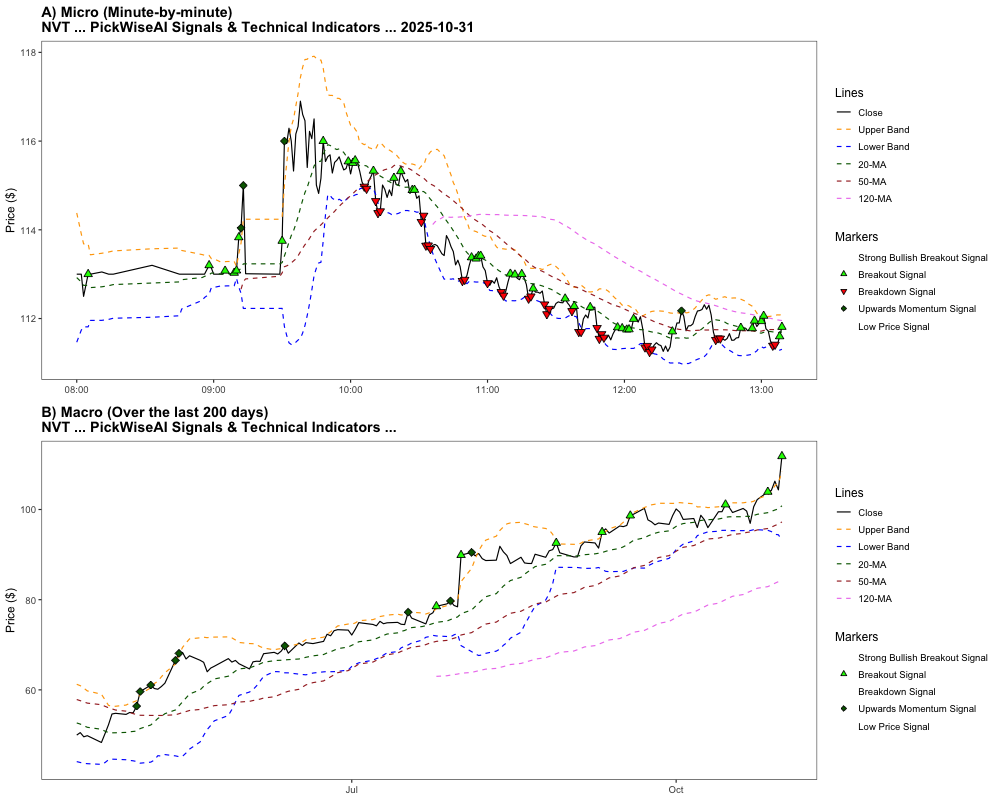 A) Micro (Minute-by-minute)
NVT ... PickWiseAI Signals & Technical Indicators ... 2025-10-31
Price ($)
118
116
114
112
08:00
09:00
10:00
11:00
12:00
13:00
Lines
Close
Upper Band
Lower Band
20-MA
50-MA
120-MA
Markers
Strong Bullish Breakout Signal
Breakout Signal
Breakdown Signal
Upwards Momentum Signal
Low Price Signal
B) Macro (Over the last 200 days)
NVT ... PickWiseAI Signals & Technical Indicators ...
Price ($)
100
80
60
Jul
Oct
Lines
Close
Upper Band
Lower Band
20-MA
50-MA
120-MA
Markers
Strong Bullish Breakout Signal
Breakout Signal
Breakdown Signal
Upwards Momentum Signal
Low Price Signal